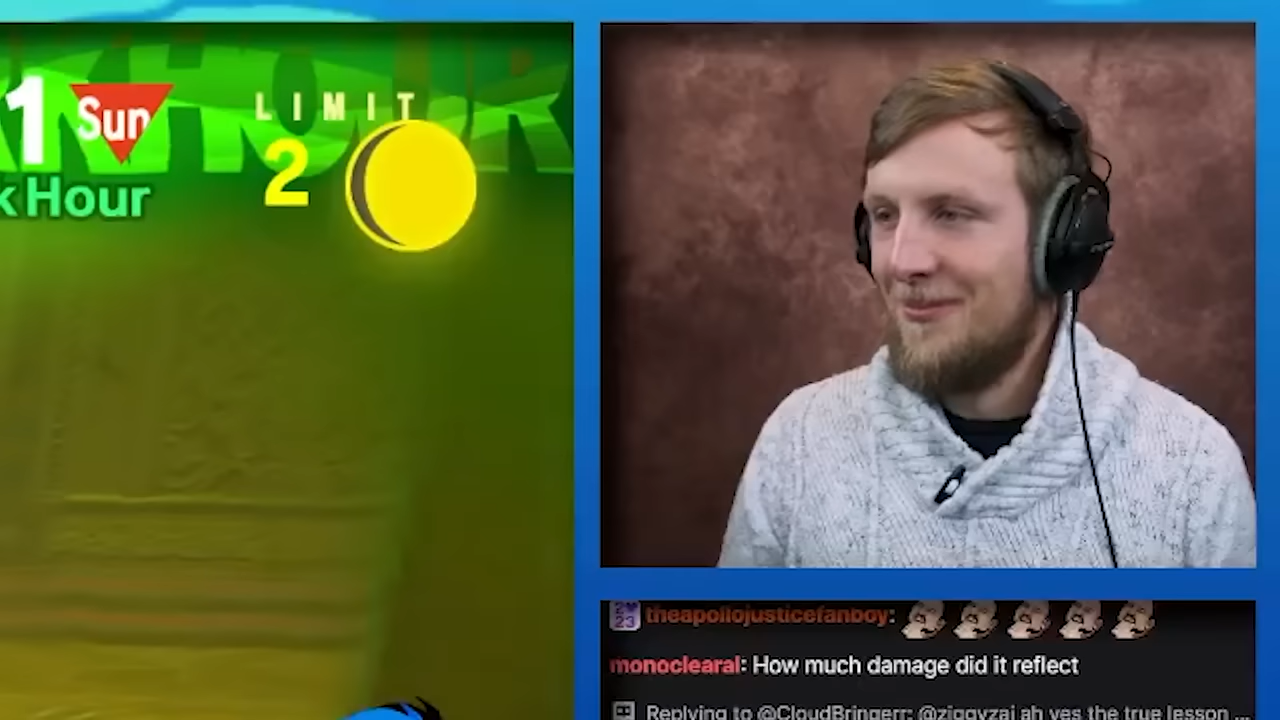 1 Sun
LIMIT
2
k Hour
theapollojusticefanboy:
monoclearal: How much damage did it reflect
Replying to @CloudBringerr: @ziggyzaj ah yes the true lesson ...